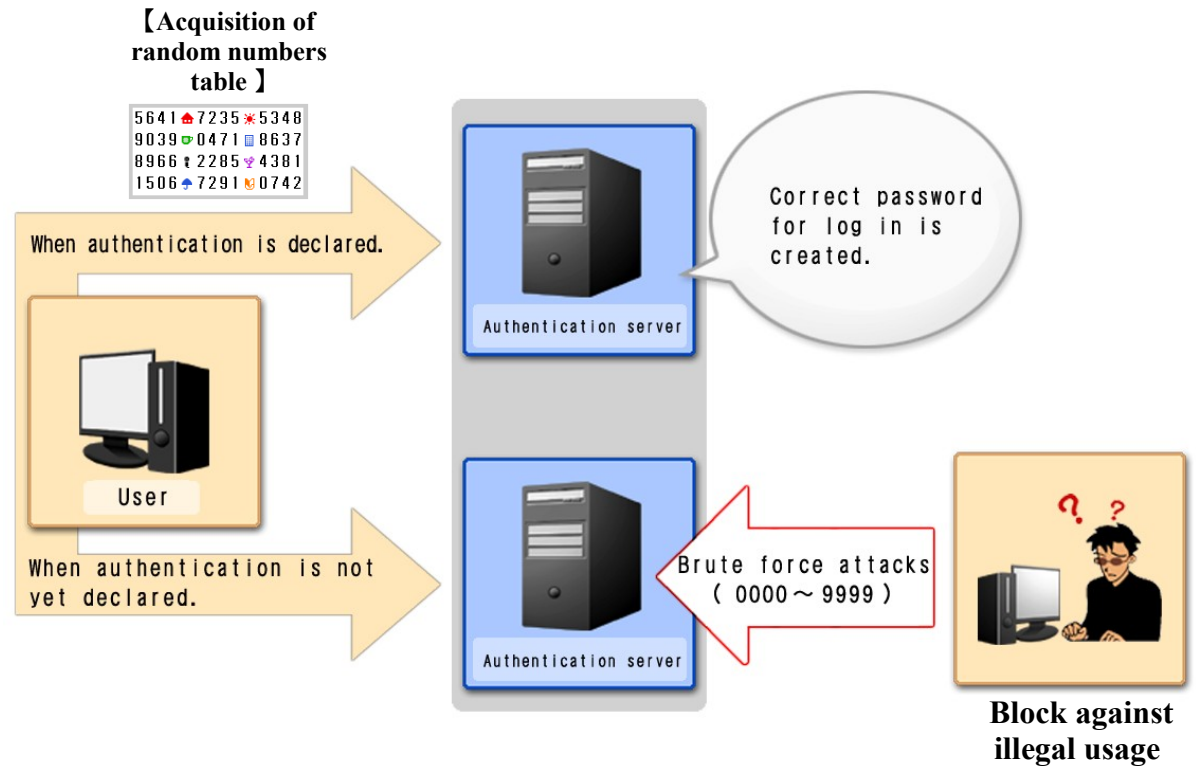 【Acquisition of
random numbers
table 】
5641 7235 5348
9039 0471 8637
8966 2285 4381
1506 7291 0742
When authentication is declared.
Authentication server
Correct password
for log in is
created.
User
When authentication is not
yet declared.
Authentication server
Brute force attacks
( 0000～9999 )
? ?
Block against
illegal usage